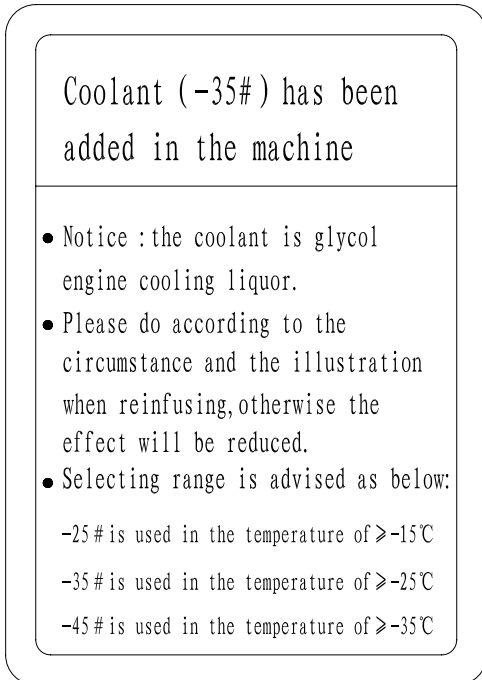 Coolant (-35#) has been
added in the machine
● Notice :the coolant is glycol
engine cooling liquor.
● Please do according to the
circumstance and the illustration
when reinfusing,otherwise the
effect will be reduced.
● Selecting range is advised as below:
-25#is used in the temperature of≥-15℃
-35#is used in the temperature of≥-25℃
-45#is used in the temperature of≥-35℃